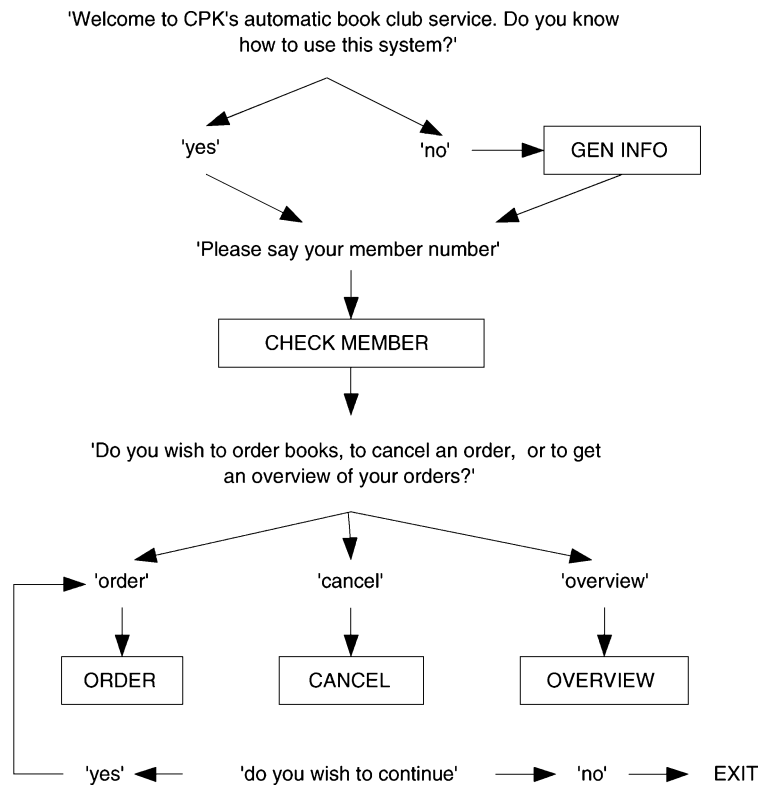 'Welcome to CPK's automatic book club service. Do you know
how to use this system?'
'yes'
'no'
GEN INFO
'Please say your member number'
CHECK MEMBER
'Do you wish to order books, to cancel an order,  or to get
an overview of your orders?'
'order'
'cancel'
'overview'
ORDER
CANCEL
OVERVIEW
'yes'
'do you wish to continue'
'no'
EXIT